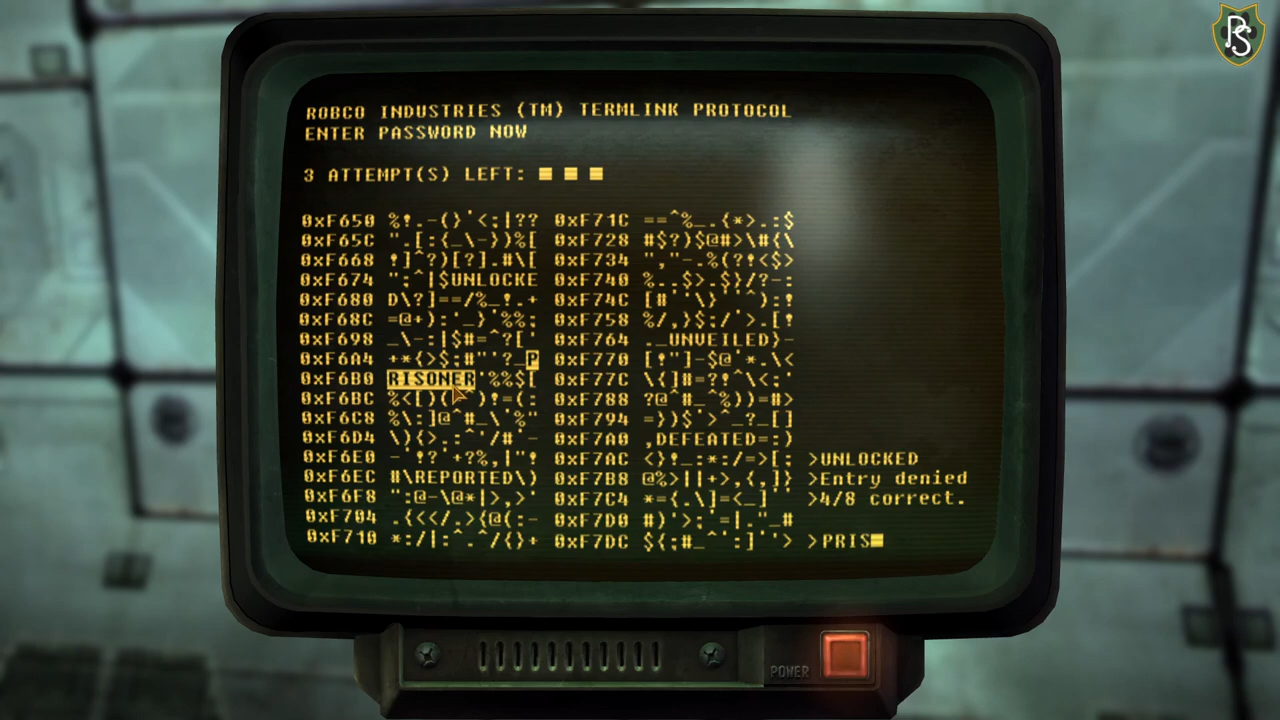 ROBCO INDUSTRIES (TM) TERMLINK PROTOCOL
ENTER PASSWORD NOW
3 ATTEMPT(S) LEFT:
0xF650 %!.-(}'<;|??
0xF65C ".[:{_\-})%[
0xF668 !]^?)[?].#\[
0xF674 ":^|$UNLOCKE
0xF680 D\?]==/%_!.+
0xF68C =@+):'_}'%%;
0xF698 _\-:|$#=^?['
0xF6A4 +*{>$;#"'?_P
0xF6B0 RISONER'%%$[
0xF6BC
0xF6C8 %\:]@^#_\'%"
0xF6D4 \){>.:^'/#'-
0xF6E0 -'!?'+?%,|"!
0xF6EC #\REPORTED\)
0xF6F8 ":@-\@*|>,>'
0xF704 .{<</.>{@(:-
0xF710 *:/|:^.^/{}+
0xF71C ==^%_.{*>.:$
0xF728 #$?)$@#>\#{\
0xF734 ","-.%(?!<$>
0xF740 %..$>.$}/?-:
0xF74C [#''\}''^):!
0xF758 %/,}$;/'>.[!
0xF764 ._UNVEILED}-
0xF770 [!"]-$@'*.\<
0xF77C \{]#=?!^\<;'
0xF788 ?@^#_^%))=#>
0xF794 =})$'>^_?_[]
0xF7A0 ,DEFEATED=:)
0xF7AC <}!_:*:/=>[;
0xF7B8 @%>||+>,{,]}
0xF7C4 *={.\]=<_]''
0xF7D0 #)'>:'=|."_#
0xF7DC ${;#_^':]''>
>UNLOCKED
>Entry denied
>4/8 correct.
>PRIS
POWER
PS